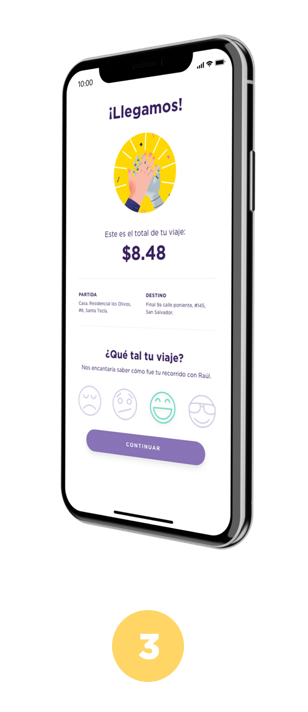 10:00
¡Llegamos!
Este es el total de tu viaje:
$8.48
PARTIDA
Casa. Residencial los Olivos,
#6, Santa Tecla.
DESTINO
Final 9a calle poniente, #145,
San Salvador.
¿Qué tal tu viaje?
Nos encantaría saber cómo fue tu recorrido con Raúl.
CONTINUAR
3